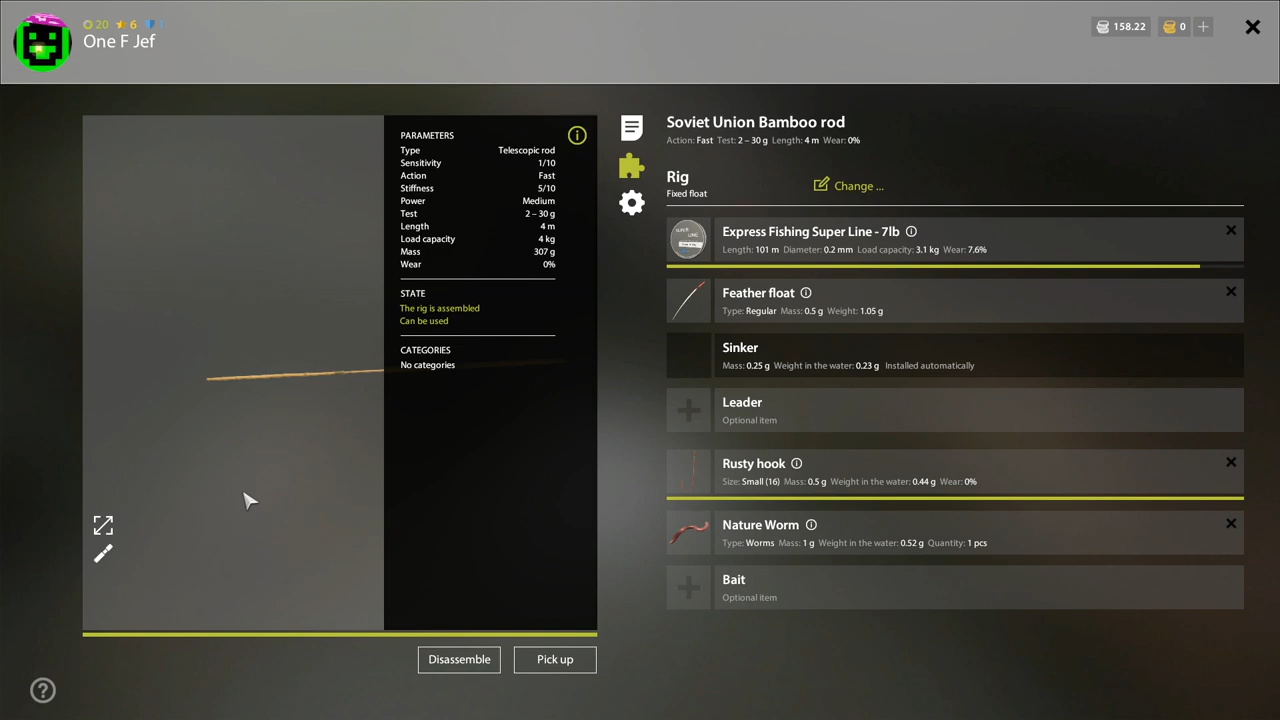 20 6 1
One F Jef
158.22 0 +
PARAMETERS
Type Telescopic rod
Sensitivity 1/10
Action Fast
Stiffness 5/10
Power Medium
Test 2 – 30 g
Length 4 m
Load capacity 4 kg
Mass 307 g
Wear 0%
STATE
The rig is assembled
Can be used
CATEGORIES
No categories
Disassemble Pick up
Soviet Union Bamboo rod
Action: Fast Test: 2 – 30 g Length: 4 m Wear: 0%
Rig
Fixed float
Change ...
Express Fishing Super Line - 7lb
Length: 101 m Diameter: 0.2 mm Load capacity: 3.1 kg Wear: 7.6%
Feather float
Type: Regular Mass: 0.5 g Weight: 1.05 g
Sinker
Mass: 0.25 g Weight in the water: 0.23 g Installed automatically
Leader
Optional item
Rusty hook
Size: Small (16) Mass: 0.5 g Weight in the water: 0.44 g Wear: 0%
Nature Worm
Type: Worms Mass: 1 g Weight in the water: 0.52 g Quantity: 1 pcs
Bait
Optional item
?